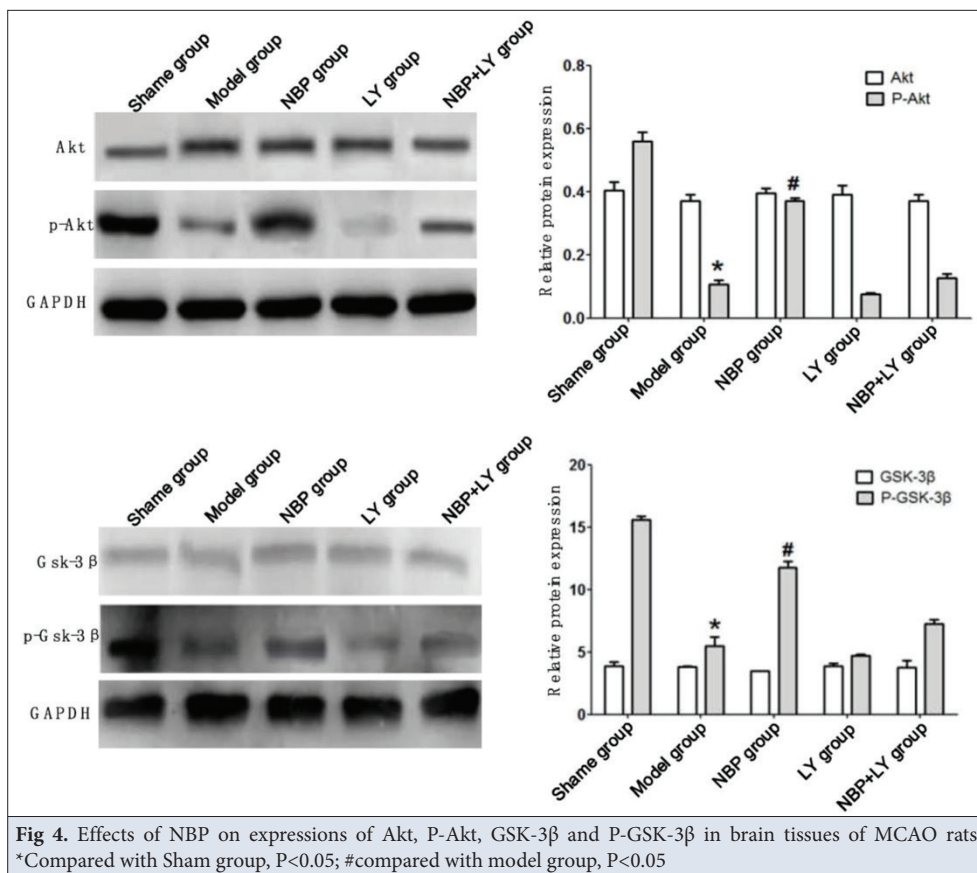 Shame group
Model group
NBP group
LY group
NBP+LY group
Akt
p-Akt
GAPDH
Relative protein expression
0.8
0.6
0.4
0.2
0.0
Akt
P-Akt
*
#
Shame group
Model group
NBP group
LY group
NBP+LY group
Shame group
Model group
NBP group
LY group
NBP+LY group
Gsk-3β
p-Gsk-3β
GAPDH
Relative protein expression
20
15
10
5
0
GSK-3β
P-GSK-3β
*
#
Shame group
Model group
NBP group
LY group
NBP+LY group
Fig 4. Effects of NBP on expressions of Akt, P-Akt, GSK-3β and P-GSK-3β in brain tissues of MCAO rats
*Compared with Sham group, P<0.05; #compared with model group, P<0.05